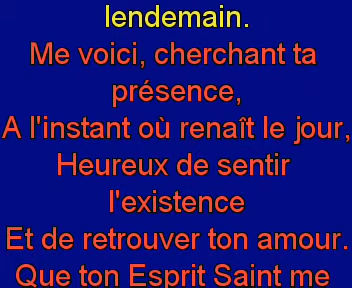 lendemain.
Me voici, cherchant ta
présence,
A l'instant où renaît le jour,
Heureux de sentir
l'existence
Et de retrouver ton amour.
Que ton Esprit Saint me